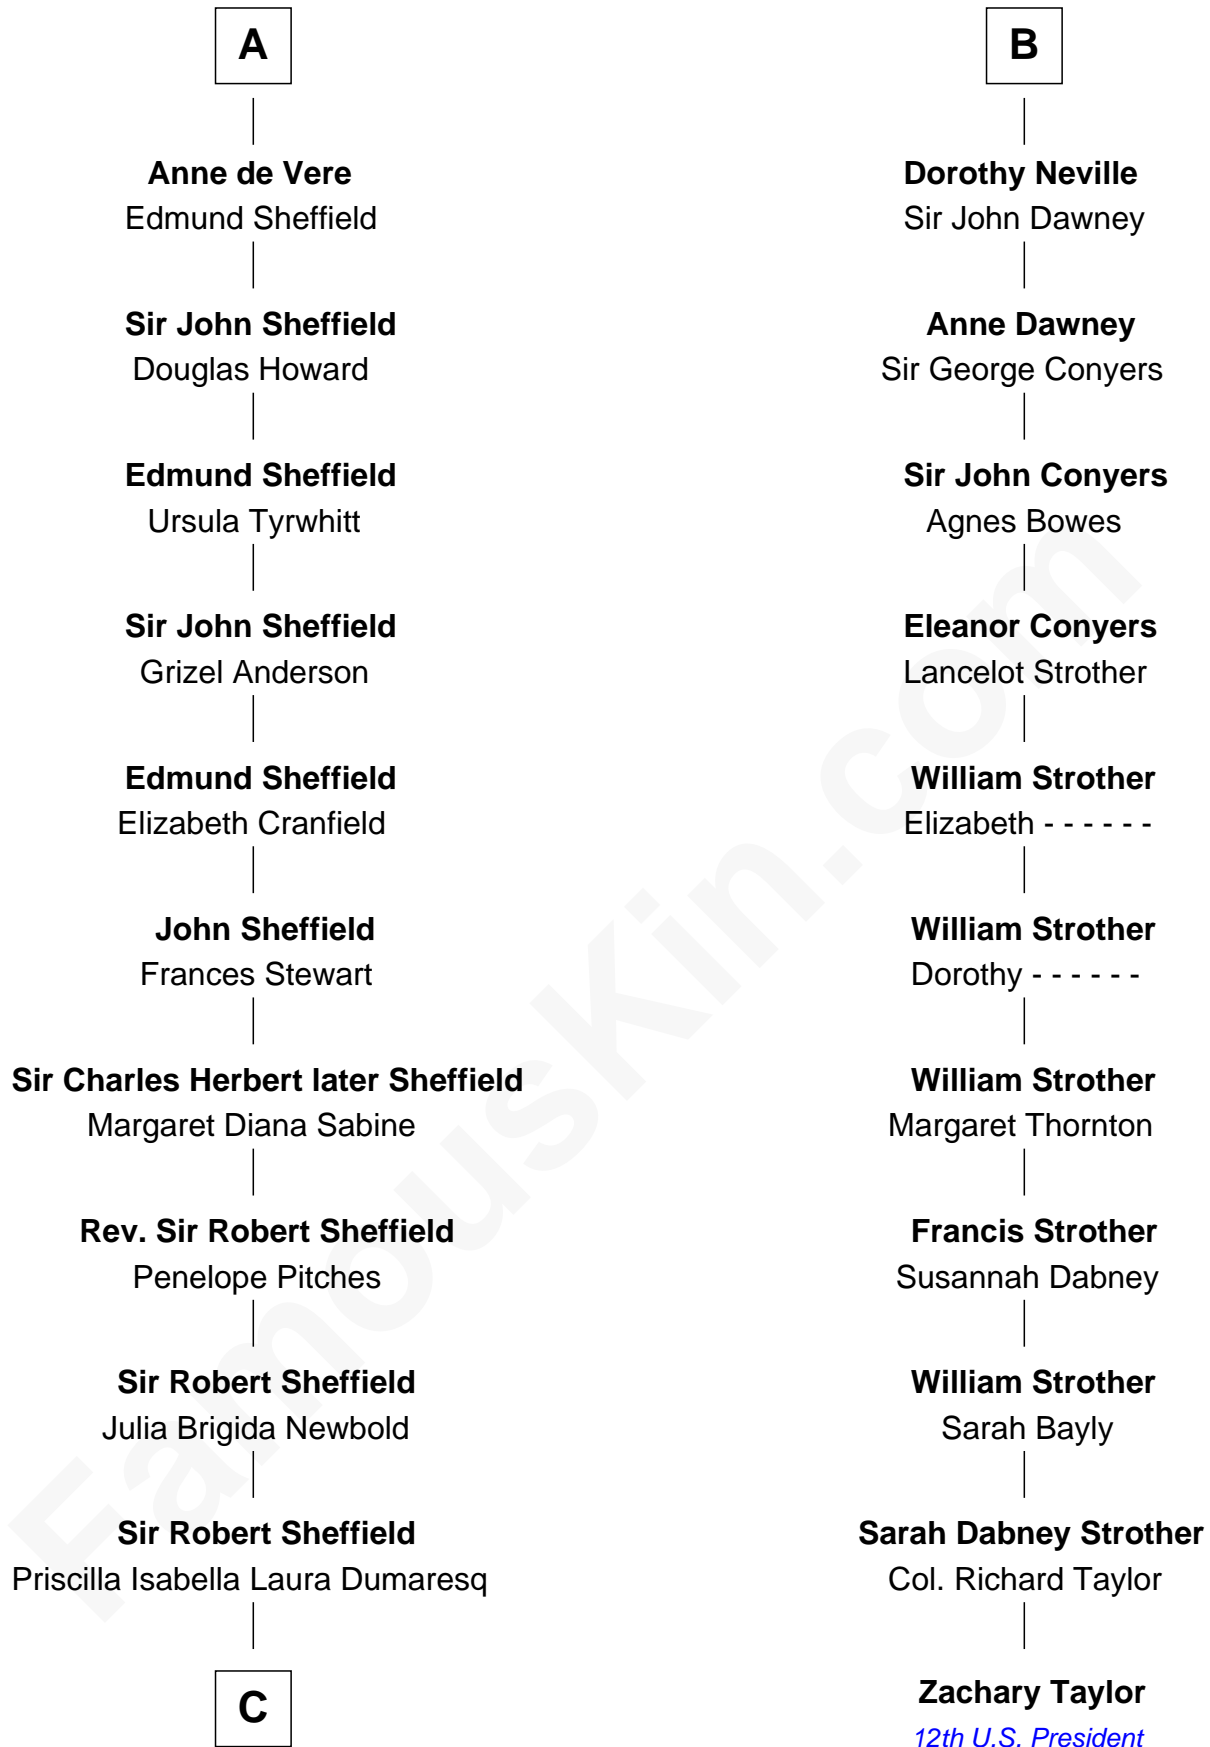 A
Anne de Vere
Edmund Sheffield
Sir John Sheffield
Douglas Howard
Edmund Sheffield
Ursula Tyrwhitt
Sir John Sheffield
Grizel Anderson
Edmund Sheffield
Elizabeth Cranfield
John Sheffield
Frances Stewart
Sir Charles Herbert later Sheffield
Margaret Diana Sabine
Rev. Sir Robert Sheffield
Penelope Pitches
Sir Robert Sheffield
Julia Brigida Newbold
Sir Robert Sheffield
Priscilla Isabella Laura Dumaresq
C
B
Dorothy Neville
Sir John Dawney
Anne Dawney
Sir George Conyers
Sir John Conyers
Agnes Bowes
Eleanor Conyers
Lancelot Strother
William Strother
Elizabeth - - - - - -
William Strother
Dorothy - - - - - -
William Strother
Margaret Thornton
Francis Strother
Susannah Dabney
William Strother
Sarah Bayly
Sarah Dabney Strother
Col. Richard Taylor
Zachary Taylor
12th U.S. President
FamousKin.com